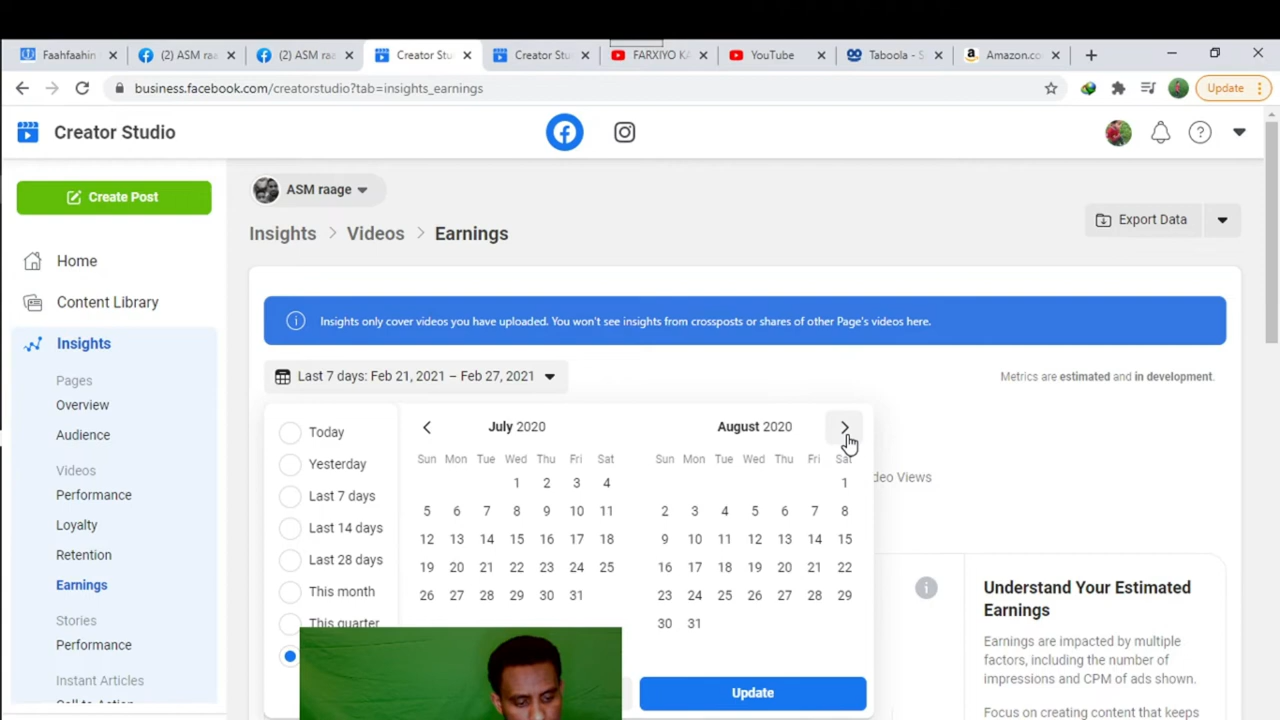 Faahfaahin
(2) ASM raa
(2) ASM raa
Creator Stu
Creator Stu
FARXIYO KA
YouTube
Taboola - S
Amazon.co
business.facebook.com/creatorstudio?tab=insights_earnings
Update
Creator Studio
Create Post
ASM raage
Insights > Videos > Earnings
Export Data
Home
Content Library
Insights
Pages
Overview
Audience
Videos
Performance
Loyalty
Retention
Earnings
Stories
Performance
Instant Articles
Insights only cover videos you have uploaded. You won't see insights from crossposts or shares of other Page's videos here.
Last 7 days: Feb 21, 2021 – Feb 27, 2021
Metrics are estimated and in development.
Today
Yesterday
Last 7 days
Last 14 days
Last 28 days
This month
This quarter
July 2020
Sun Mon Tue Wed Thu Fri Sat
1 2 3 4
5 6 7 8 9 10 11
12 13 14 15 16 17 18
19 20 21 22 23 24 25
26 27 28 29 30 31
August 2020
Sun Mon Tue Wed Thu Fri Sat
1
2 3 4 5 6 7 8
9 10 11 12 13 14 15
16 17 18 19 20 21 22
23 24 25 26 27 28 29
30 31
Update
deo Views
Understand Your Estimated
Earnings
Earnings are impacted by multiple
factors, including the number of
impressions and CPM of ads shown.
Focus on creating content that keeps